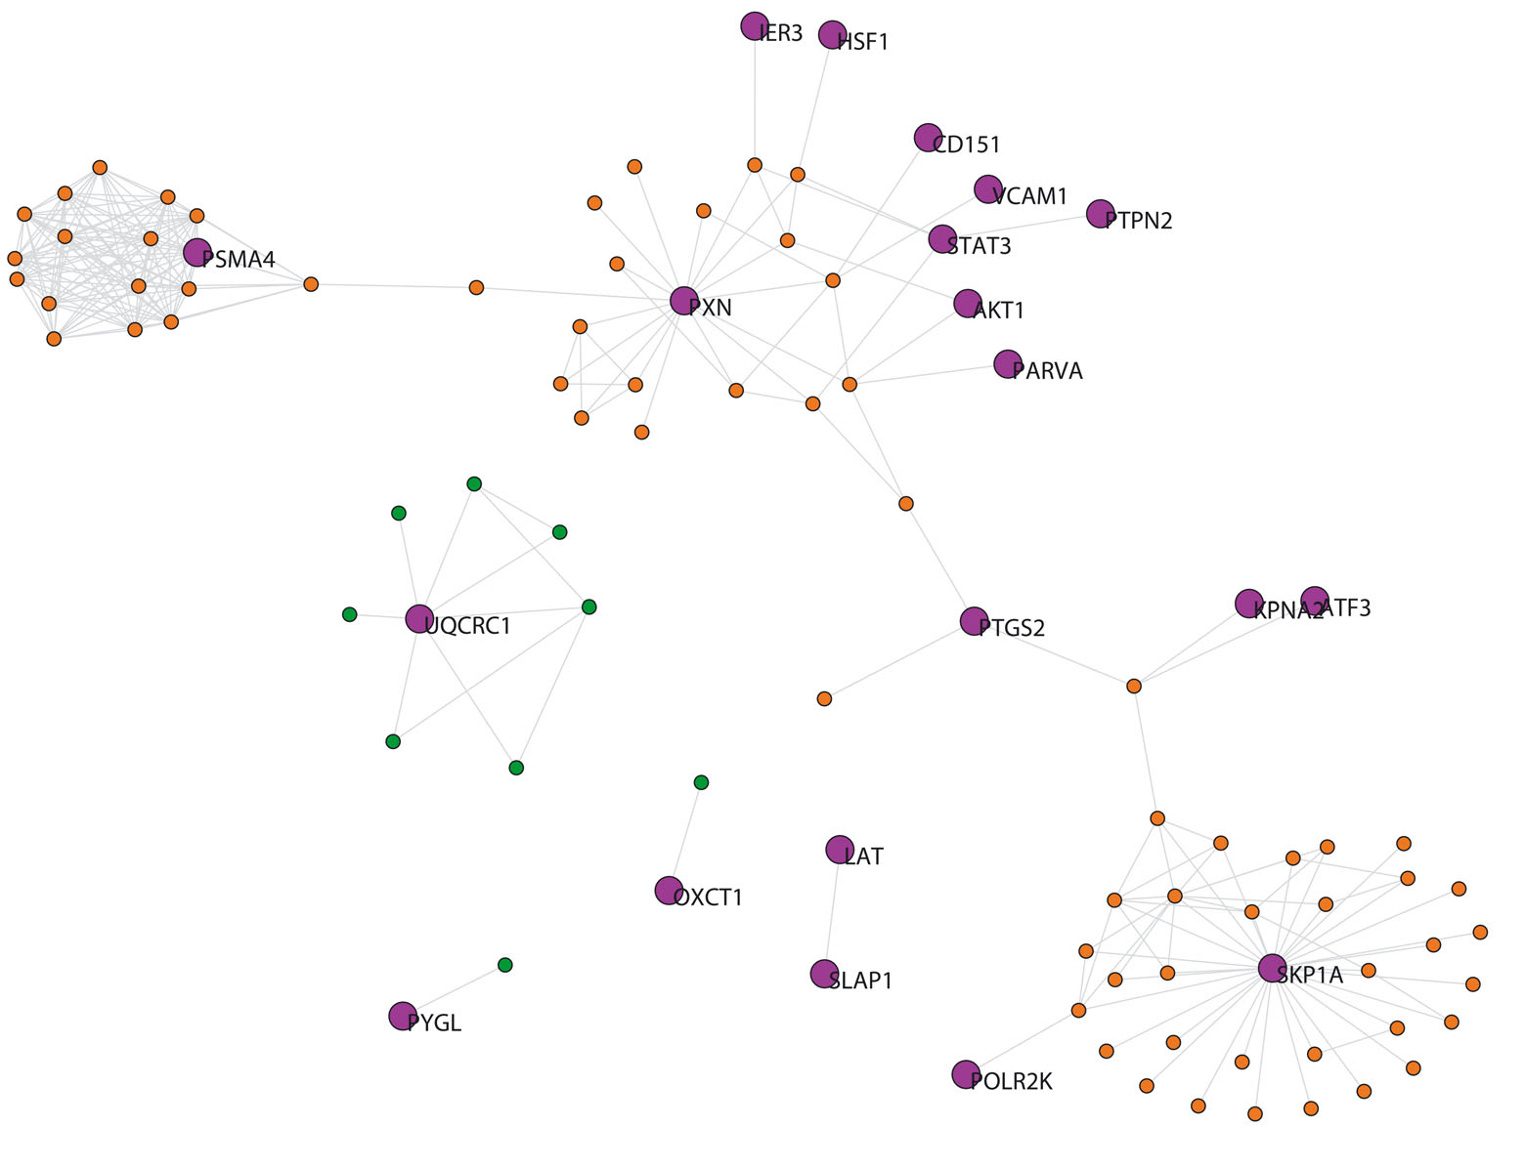 IER3
HSF1
CD151
VCAM1
PTPN2
STAT3
PSMA4
PXN
AKT1
PARVA
UQCRC1
PTGS2
KPNA2
ATF3
LAT
OXCT1
SLAP1
SKP1A
PYGL
POLR2K